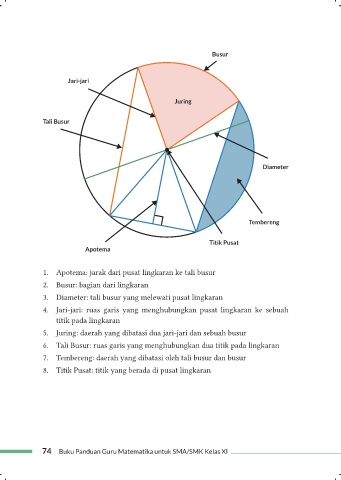 Busur
Jari-jari
Juring
Tali Busur
Diameter
Tembereng
Titik Pusat
Apotema
1. Apotema: jarak dari pusat lingkaran ke tali busur
2. Busur: bagian dari lingkaran
3. Diameter: tali busur yang melewati pusat lingkaran
4. Jari-jari: ruas garis yang menghubungkan pusat lingkaran ke sebuah
titik pada lingkaran
5. Juring: daerah yang dibatasi dua jari-jari dan sebuah busur
6. Tali Busur: ruas garis yang menghubungkan dua titik pada lingkaran
7. Tembereng: daerah yang dibatasi oleh tali busur dan busur
8. Titik Pusat: titik yang berada di pusat lingkaran
74 Buku Panduan Guru Matematika untuk SMA/SMK Kelas XI